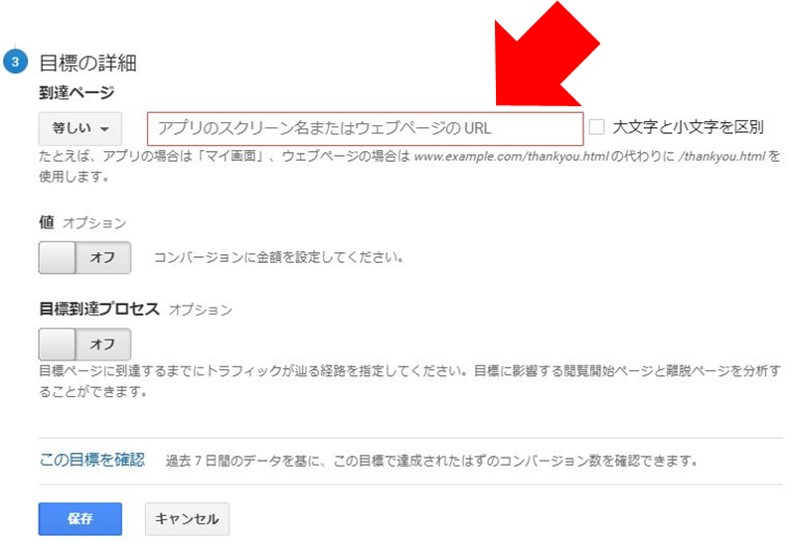 3 目標の詳細
到達ページ
等しい アプリのスクリーン名またはウェブページの URL 大文字と小文字を区別
たとえば、アプリの場合は「マイ画面」、ウェブページの場合は www.example.com/thankyou.html の代わりに /thankyou.html を
使用します。
値 オプション
オフ コンバージョンに金額を設定してください。
目標到達プロセス オプション
オフ
目標ページに到達するまでにトラフィックが辿る経路を指定してください。目標に影響する閲覧開始ページと離脱ページを分析す
ることができます。
この目標を確認 過去 7 日間のデータを基に、この目標で達成されたはずのコンバージョン数を確認できます。
保存 キャンセル